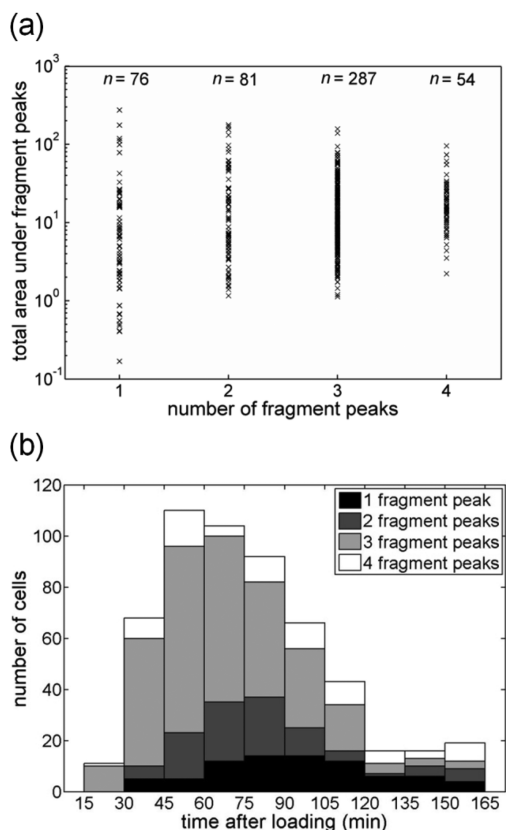 (a)
10³
n = 76 n = 81 n = 287 n = 54
10²
10¹
10⁰
10⁻¹
total area under fragment peaks
1 2 3 4
number of fragment peaks
(b)
120
100
80
60
40
20
0
number of cells
1 fragment peak
2 fragment peaks
3 fragment peaks
4 fragment peaks
15 30 45 60 75 90 105 120 135 150 165
time after loading (min)